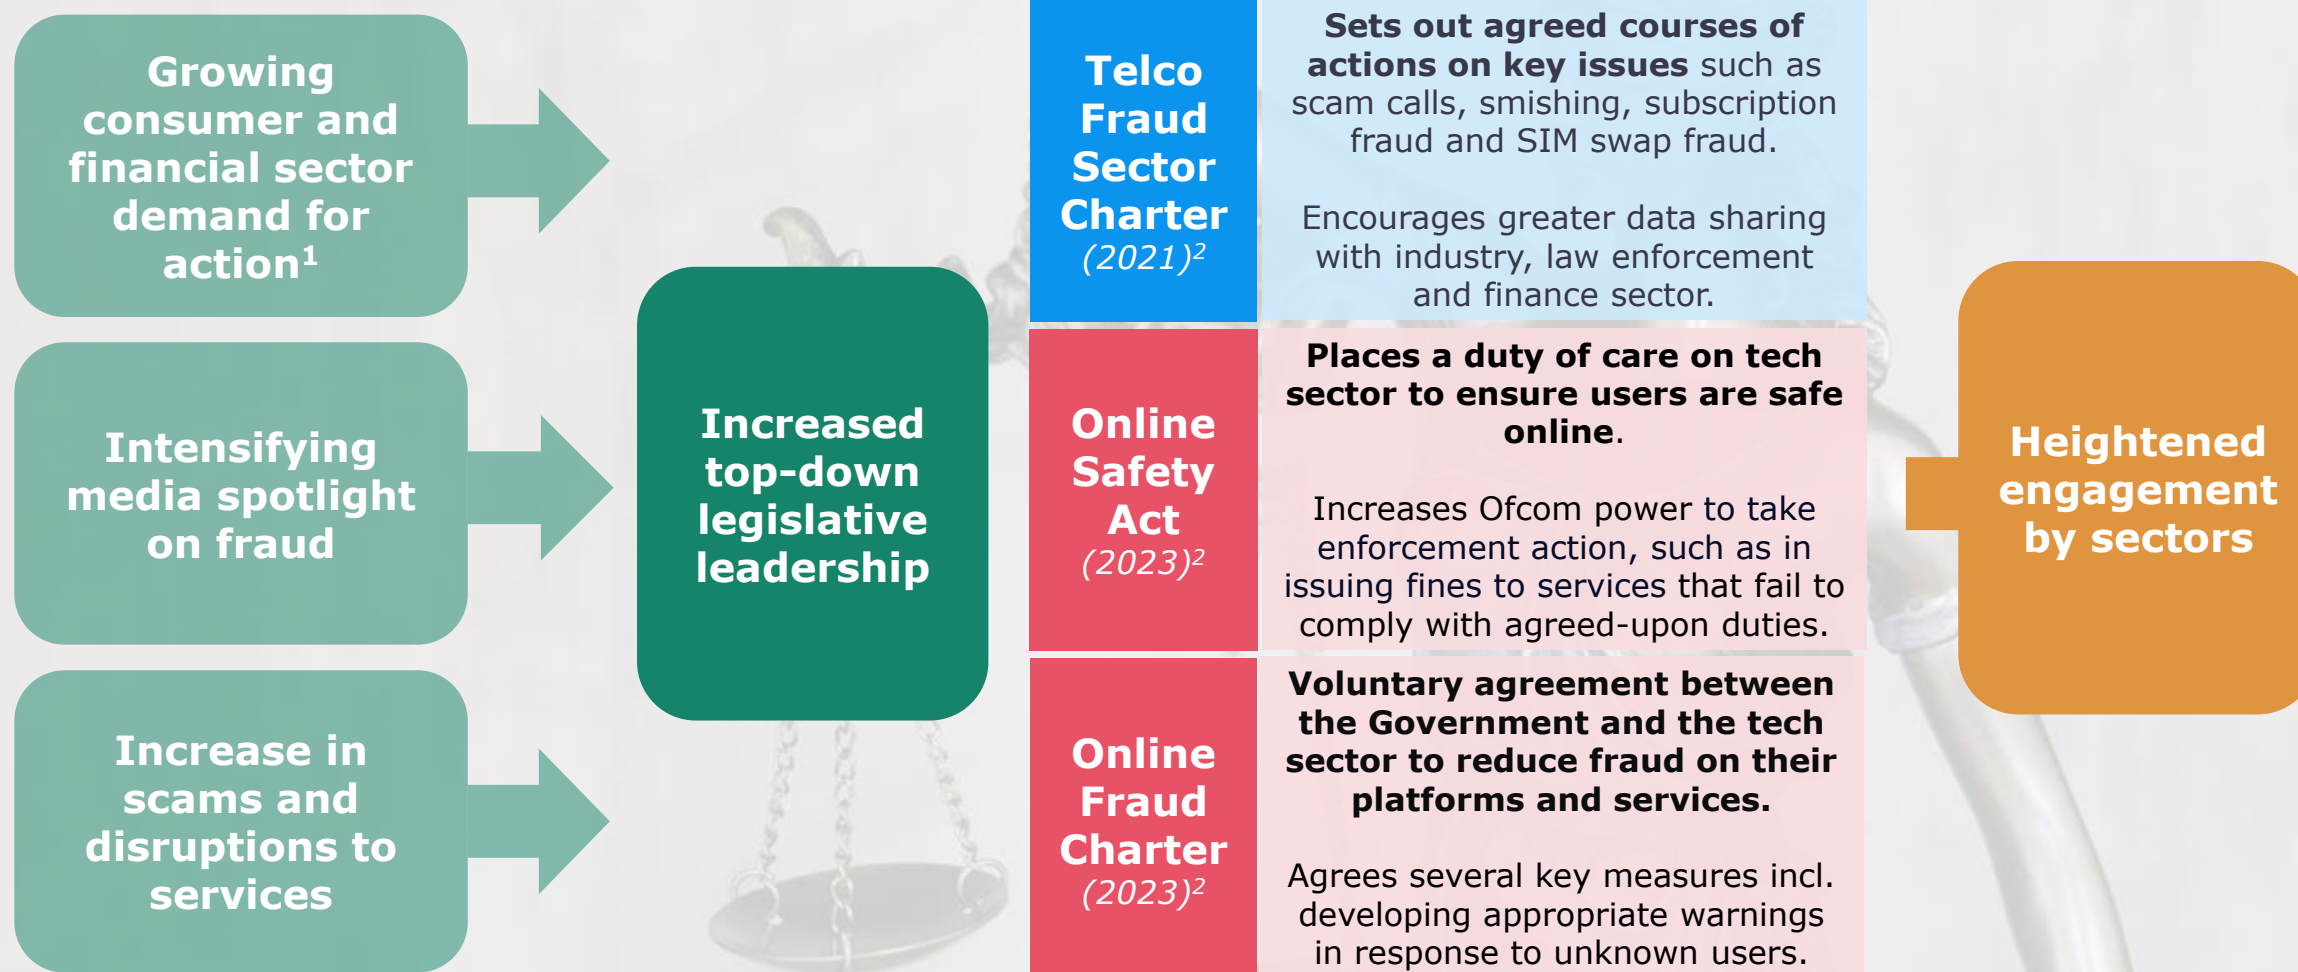 Growing
consumer and
financial sector
demand for
action¹
Intensifying
media spotlight
on fraud
Increase in
scams and
disruptions to
services
Increased
top-down
legislative
leadership
Telco
Fraud
Sector
Charter
(2021)²
Sets out agreed courses of
actions on key issues such as
scam calls, smishing, subscription
fraud and SIM swap fraud.
Encourages greater data sharing
with industry, law enforcement
and finance sector.
Online
Safety
Act
(2023)²
Places a duty of care on tech
sector to ensure users are safe
online.
Increases Ofcom power to take
enforcement action, such as in
issuing fines to services that fail to
comply with agreed-upon duties.
Online
Fraud
Charter
(2023)²
Voluntary agreement between
the Government and the tech
sector to reduce fraud on their
platforms and services.
Agrees several key measures incl.
developing appropriate warnings
in response to unknown users.
Heightened
engagement
by sectors